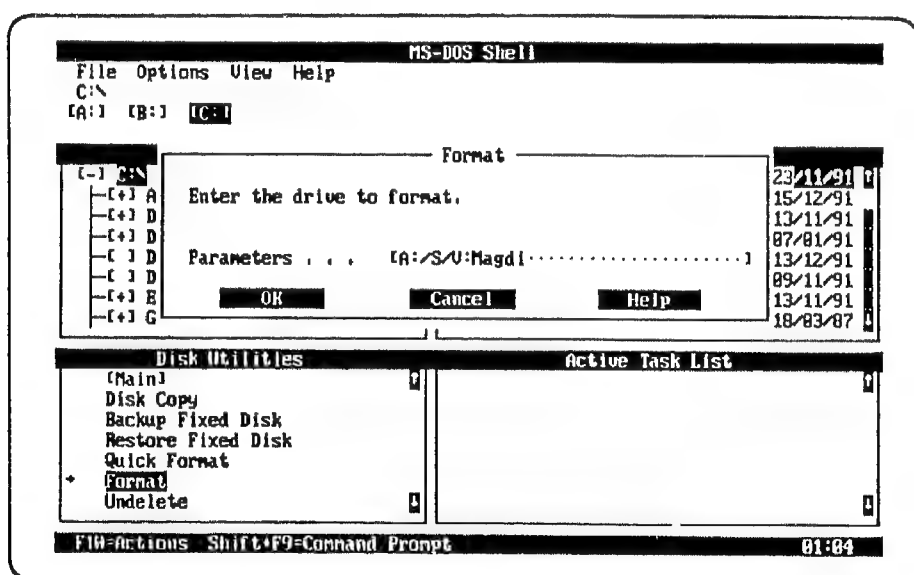 MS-DOS Shell
File Options View Help
C:\
[A:] [B:] [C:]
Format
[-] C:\
[+] A
[+] D
[+] D
[ ] D
[ ] D
[+] E
[+] G
Enter the drive to format.
Parameters . . . [A:/S/V:Magdi·····················]
OK Cancel Help
23/11/91
15/12/91
13/11/91
07/01/91
13/12/91
09/11/91
13/11/91
18/03/87
Disk Utilities
[Main]
Disk Copy
Backup Fixed Disk
Restore Fixed Disk
Quick Format
Format
Undelete
Active Task List
F10=Actions Shift+F9=Command Prompt 01:04